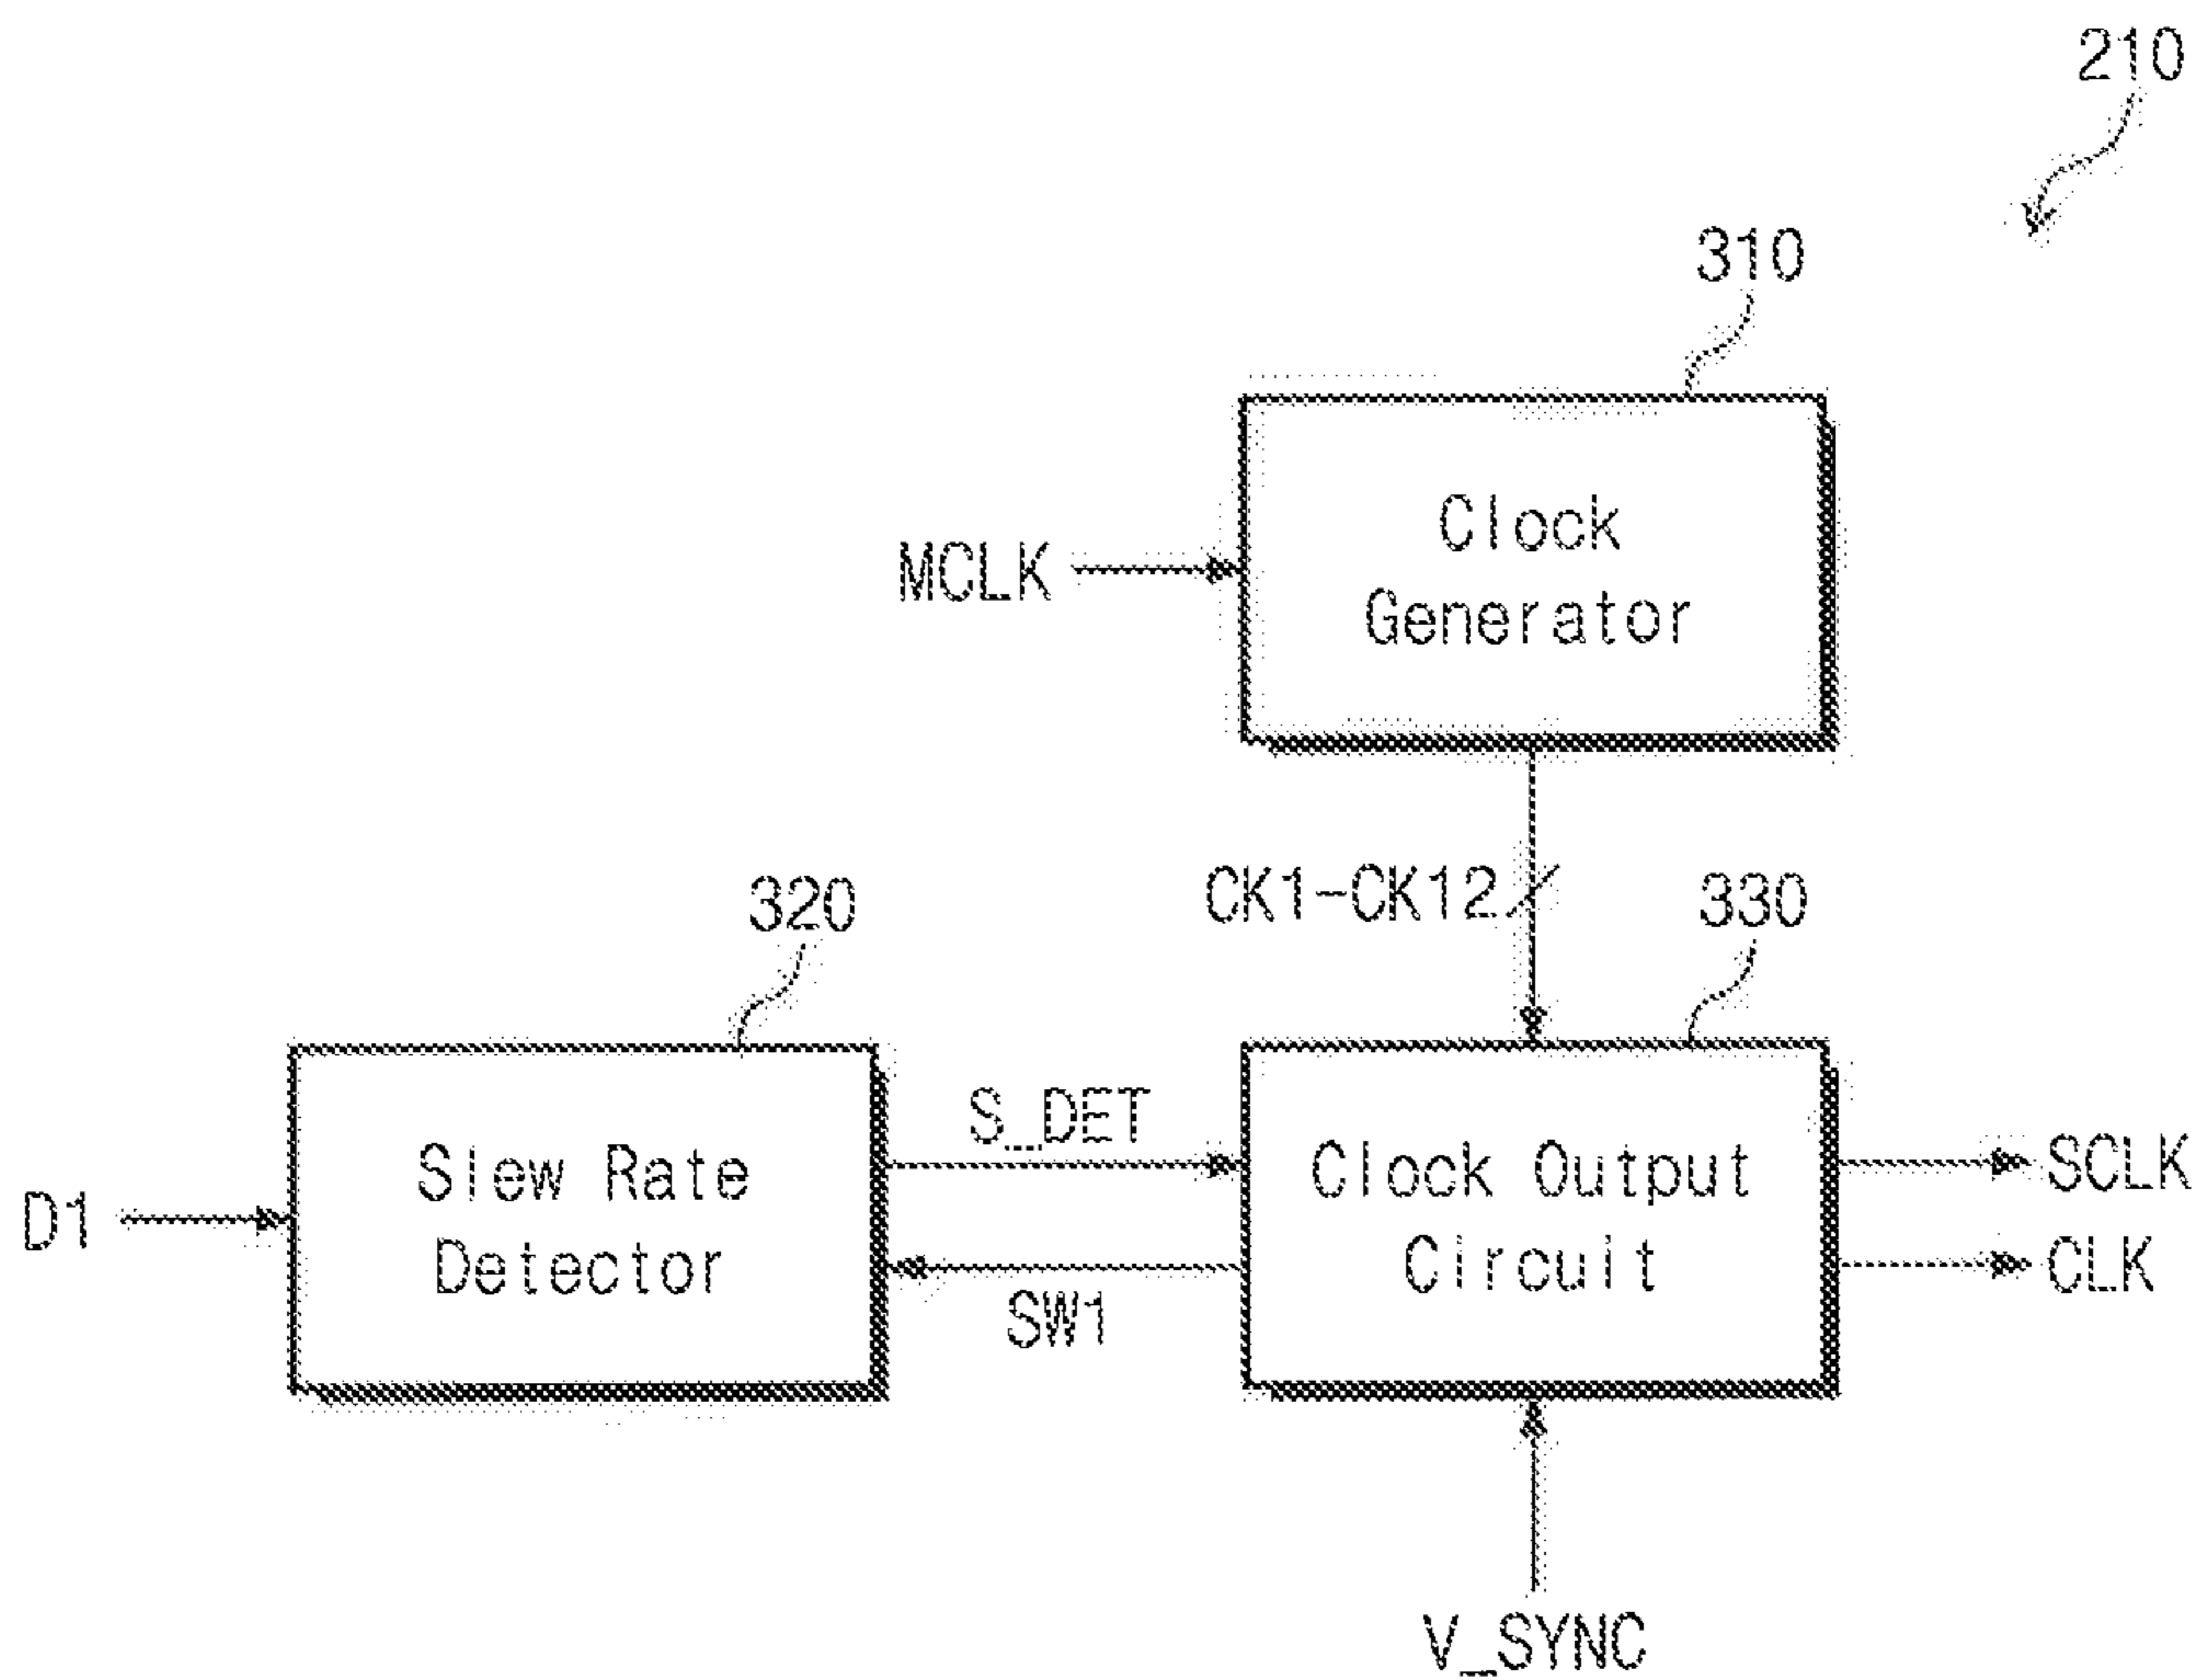 210
310
Clock
Generator
MCLK
CK1-CK12
320
330
S_DET
Slew Rate
Detector
Clock Output
Circuit
SCLK
D1
CLK
SW1
V_SYNC